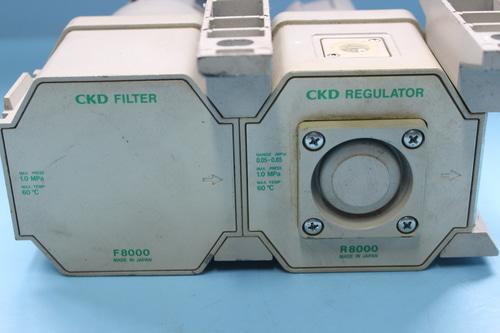 CKD FILTER
MAX. PRESS
1.0 MPa
MAX. TEMP
60 °C
F8000
MADE IN JAPAN
CKD REGULATOR
RANGE (MPa)
0.05-0.85
MAX. PRESS
1.0 MPa
MAX. TEMP
60 °C
R8000
MADE IN JAPAN